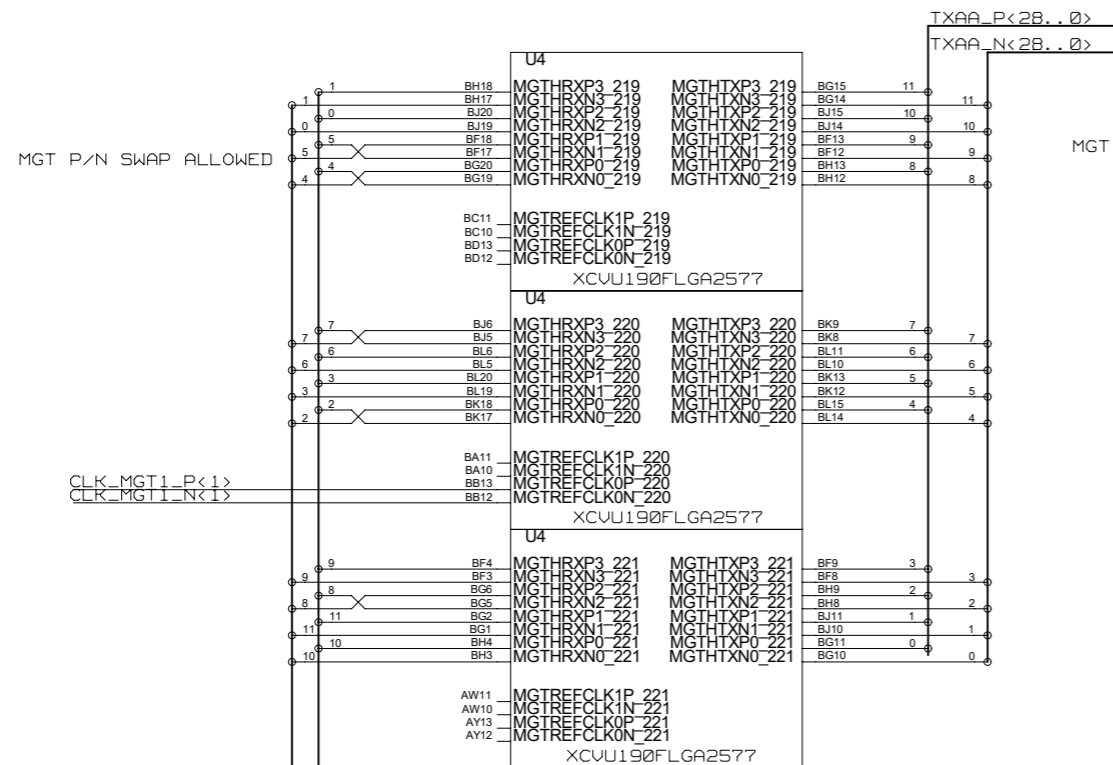 TXAA_P<28..0>
TXAA_N<28..0>
MGT P/N SWAP ALLOWED
MGT
U4
1 BH18 MGTHRXP3_219 MGTHTXP3_219 BG15 11
1 BH17 MGTHRXN3_219 MGTHTXN3_219 BG14 11
0 BJ20 MGTHRXP2_219 MGTHTXP2_219 BJ15 10
0 BJ19 MGTHRXN2_219 MGTHTXN2_219 BJ14 10
5 BF18 MGTHRXP1_219 MGTHTXP1_219 BF13 9
5 BF17 MGTHRXN1_219 MGTHTXN1_219 BF12 9
4 BG20 MGTHRXP0_219 MGTHTXP0_219 BH13 8
4 BG19 MGTHRXN0_219 MGTHTXN0_219 BH12 8
BC11 MGTREFCLK1P_219
BC10 MGTREFCLK1N_219
BD13 MGTREFCLK0P_219
BD12 MGTREFCLK0N_219
XCVU190FLGA2577
U4
7 BJ6 MGTHRXP3_220 MGTHTXP3_220 BK9 7
7 BJ5 MGTHRXN3_220 MGTHTXN3_220 BK8 7
6 BL6 MGTHRXP2_220 MGTHTXP2_220 BL11 6
6 BL5 MGTHRXN2_220 MGTHTXN2_220 BL10 6
3 BL20 MGTHRXP1_220 MGTHTXP1_220 BK13 5
3 BL19 MGTHRXN1_220 MGTHTXN1_220 BK12 5
2 BK18 MGTHRXP0_220 MGTHTXP0_220 BL15 4
2 BK17 MGTHRXN0_220 MGTHTXN0_220 BL14 4
BA11 MGTREFCLK1P_220
BA10 MGTREFCLK1N_220
CLK_MGT1_P<1> BB13 MGTREFCLK0P_220
CLK_MGT1_N<1> BB12 MGTREFCLK0N_220
XCVU190FLGA2577
U4
9 BF4 MGTHRXP3_221 MGTHTXP3_221 BF9 3
9 BF3 MGTHRXN3_221 MGTHTXN3_221 BF8 3
8 BG6 MGTHRXP2_221 MGTHTXP2_221 BH9 2
8 BG5 MGTHRXN2_221 MGTHTXN2_221 BH8 2
11 BG2 MGTHRXP1_221 MGTHTXP1_221 BJ11 1
11 BG1 MGTHRXN1_221 MGTHTXN1_221 BJ10 1
10 BH4 MGTHRXP0_221 MGTHTXP0_221 BG11 0
10 BH3 MGTHRXN0_221 MGTHTXN0_221 BG10 0
AW11 MGTREFCLK1P_221
AW10 MGTREFCLK1N_221
AY13 MGTREFCLK0P_221
AY12 MGTREFCLK0N_221
XCVU190FLGA2577